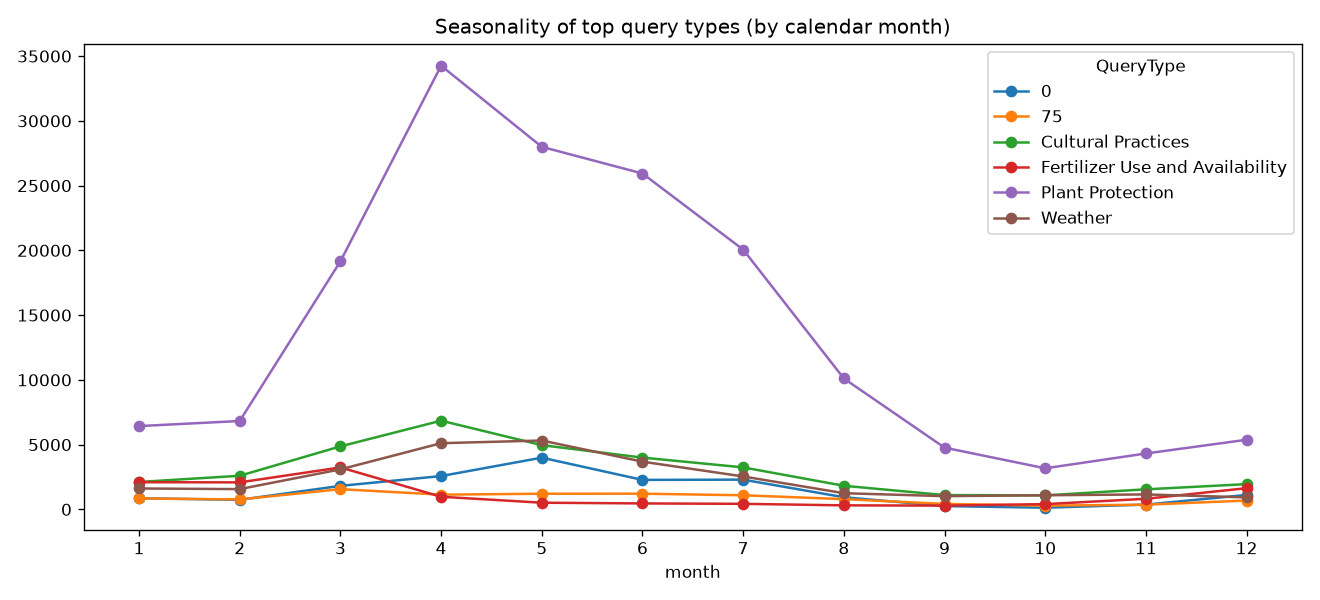 Seasonality of top query types (by calendar month)
35000
30000
25000
20000
15000
10000
5000
0
QueryType
0
75
Cultural Practices
Fertilizer Use and Availability
Plant Protection
Weather
1 2 3 4 5 6 7 8 9 10 11 12
month